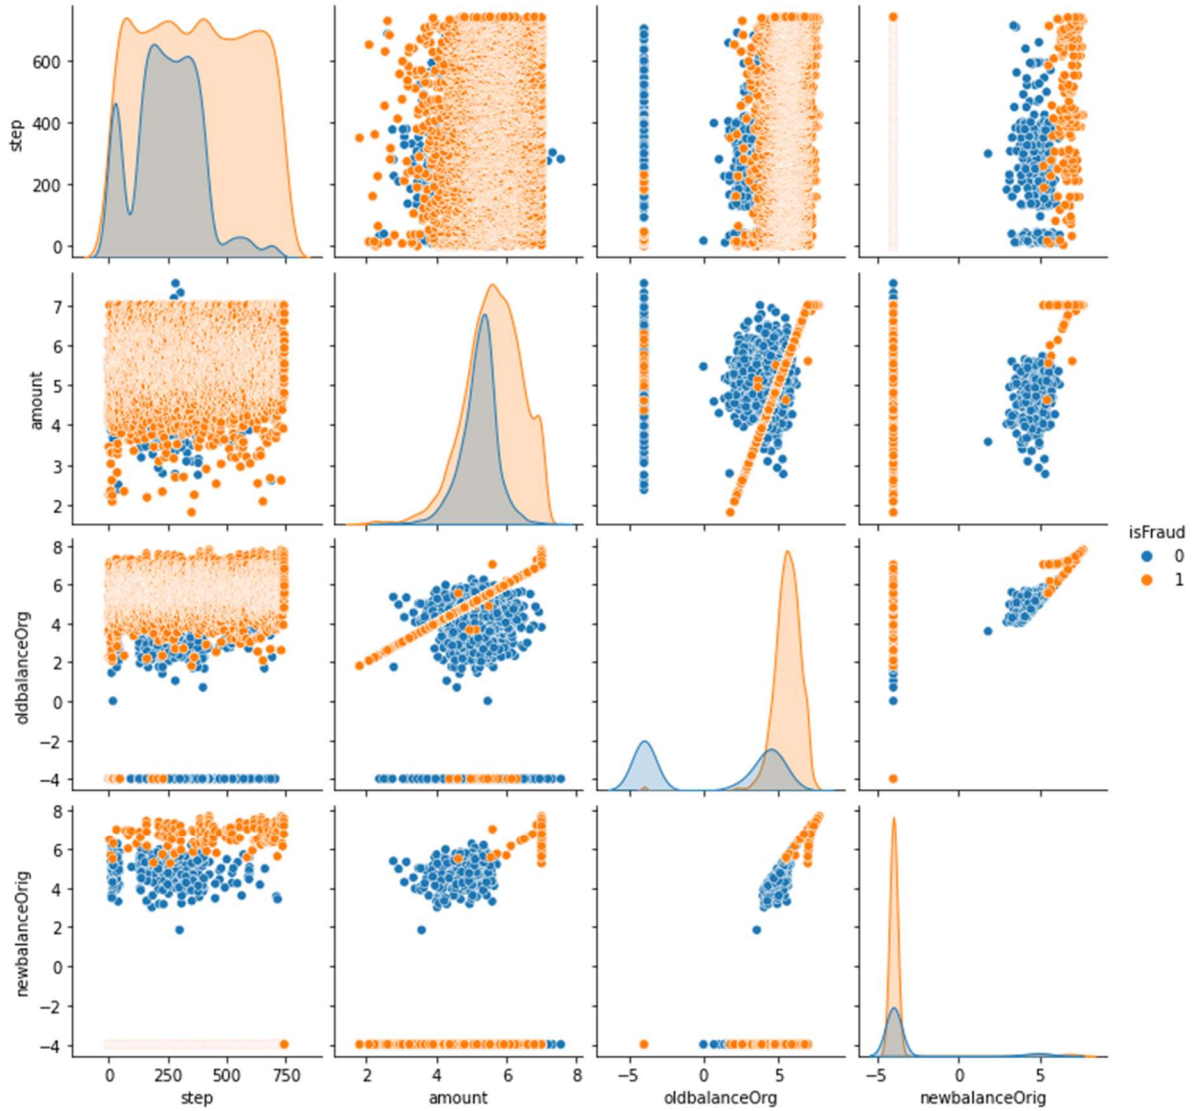 step
600
400
200
0
amount
7
6
5
4
3
2
isFraud
0
1
oldbalanceOrg
8
6
4
2
0
−2
−4
newbalanceOrig
8
6
4
2
0
−2
−4
0 250 500 750
2 4 6 8
−5 0 5
−5 0 5
step amount oldbalanceOrg newbalanceOrig